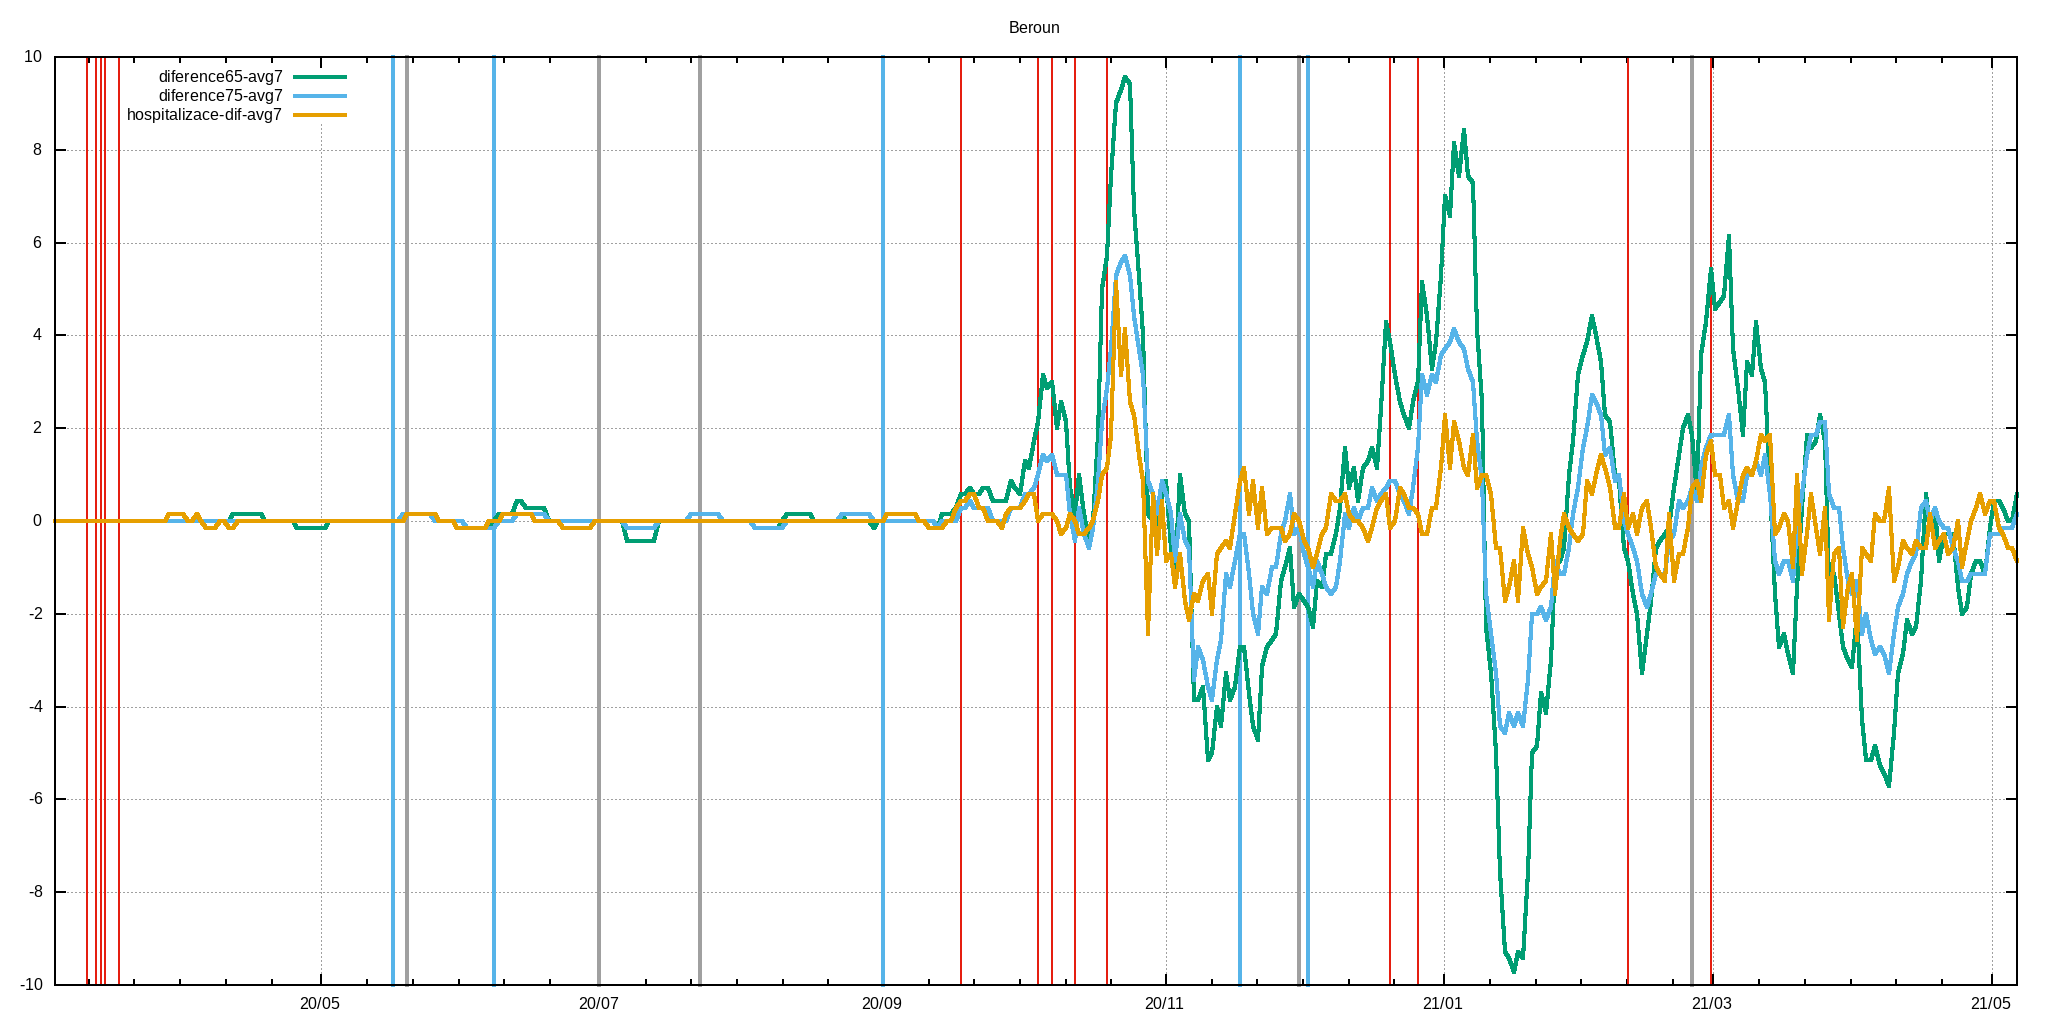 Beroun
diference65-avg7
diference75-avg7
hospitalizace-dif-avg7
10
8
6
4
2
0
-2
-4
-6
-8
-10
20/05 20/07 20/09 20/11 21/01 21/03 21/05